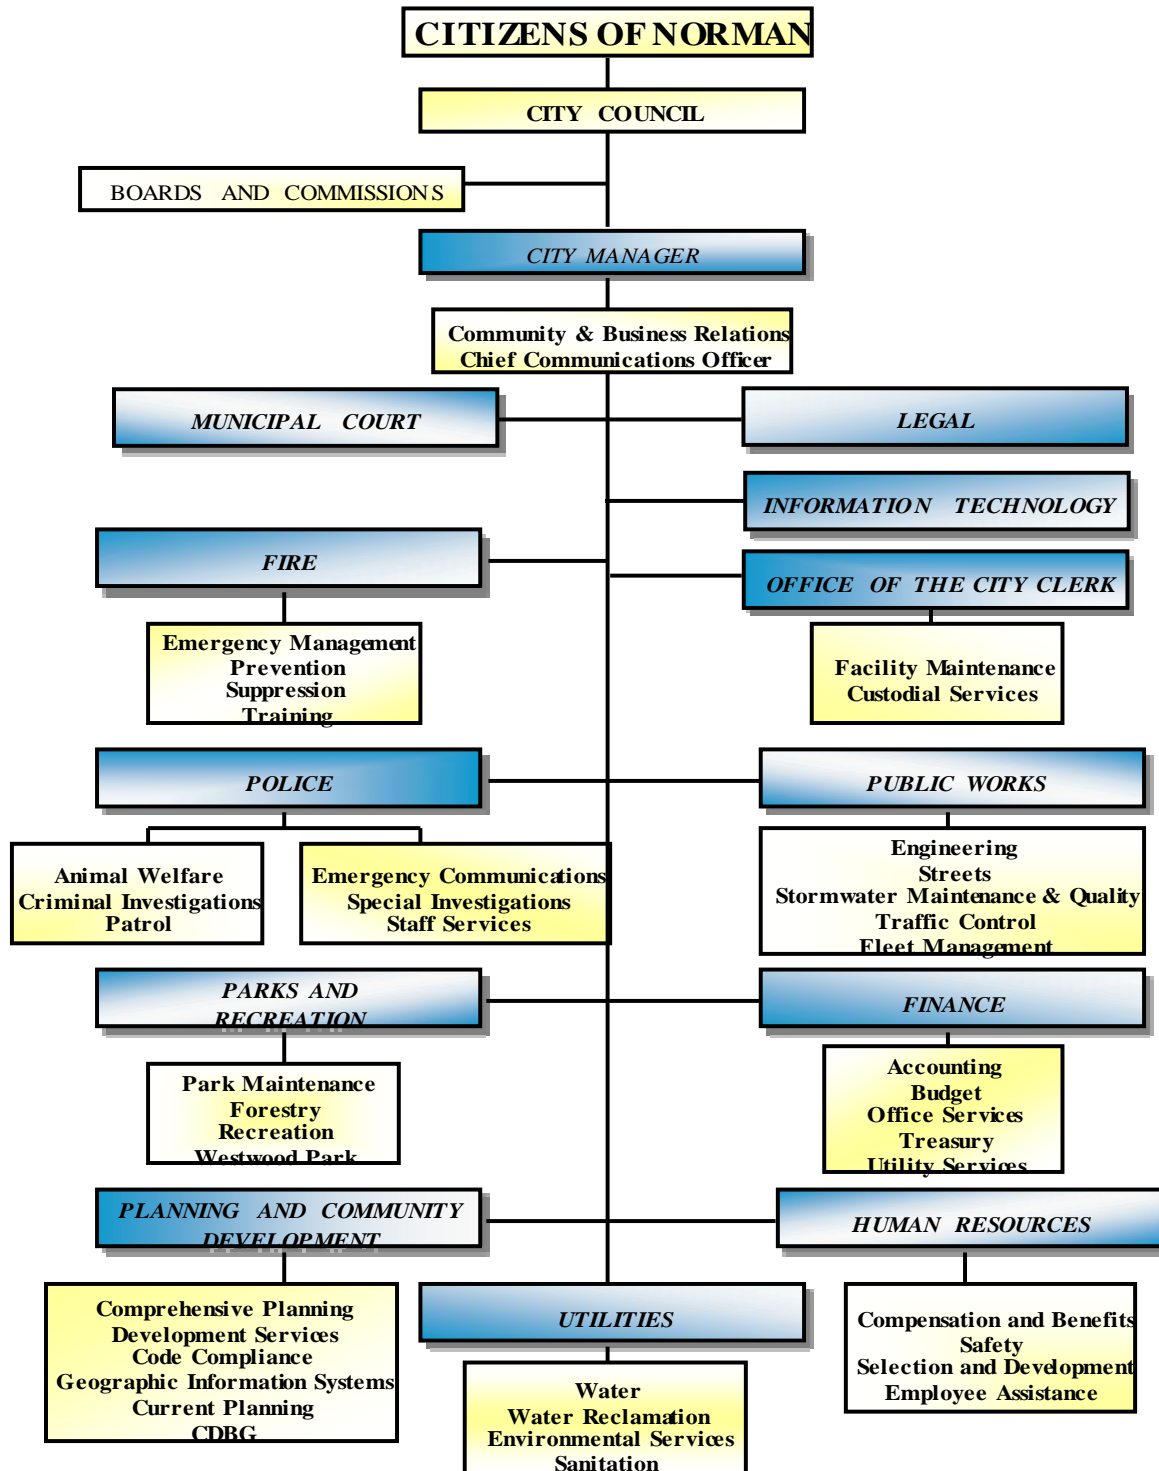 CITIZENS OF NORMAN
CITY COUNCIL
BOARDS AND COMMISSIONS
CITY MANAGER
Community & Business Relations
Chief Communications Officer
MUNICIPAL COURT
LEGAL
INFORMATION TECHNOLOGY
FIRE
OFFICE OF THE CITY CLERK
Emergency Management
Prevention
Suppression
Training
Facility Maintenance
Custodial Services
POLICE
PUBLIC WORKS
Animal Welfare
Criminal Investigations
Patrol
Emergency Communications
Special Investigations
Staff Services
Engineering
Streets
Stormwater Maintenance & Quality
Traffic Control
Fleet Management
PARKS AND
RECREATION
FINANCE
Park Maintenance
Forestry
Recreation
Westwood Park
Accounting
Budget
Office Services
Treasury
Utility Services
PLANNING AND COMMUNITY
DEVELOPMENT
HUMAN RESOURCES
Comprehensive Planning
Development Services
Code Compliance
Geographic Information Systems
Current Planning
CDBG
UTILITIES
Water
Water Reclamation
Environmental Services
Sanitation
Compensation and Benefits
Safety
Selection and Development
Employee Assistance